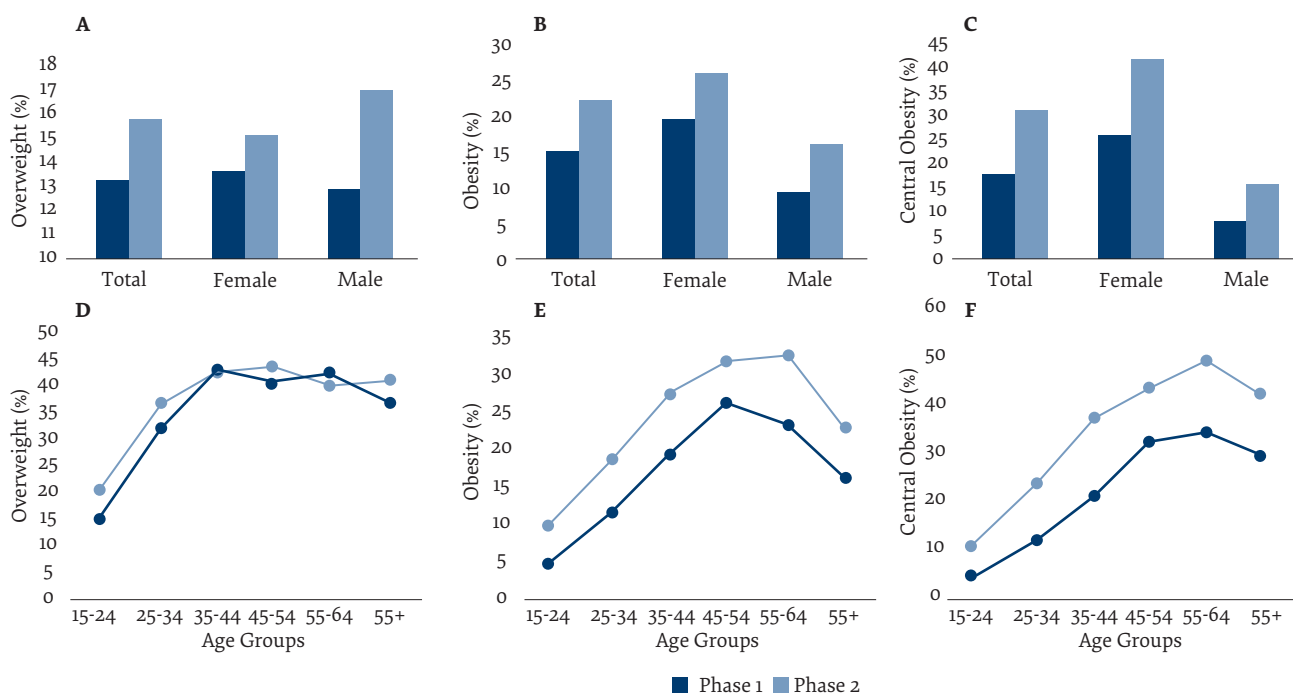 A
Overweight (%)
18
17
16
15
14
13
12
11
10
Total Female Male
B
Obesity (%)
30
25
20
15
10
5
0
Total Female Male
C
Central Obesity (%)
45
40
35
30
25
20
15
10
5
0
Total Female Male
D
Overweight (%)
50
45
40
35
30
25
20
15
10
5
0
15-24 25-34 35-44 45-54 55-64 55+
Age Groups
E
Obesity (%)
35
30
25
20
15
10
5
0
15-24 25-34 35-44 45-54 55-64 55+
Age Groups
F
Central Obesity (%)
60
50
40
30
20
10
0
15-24 25-34 35-44 45-54 55-64 55+
Age Groups
Phase 1 Phase 2